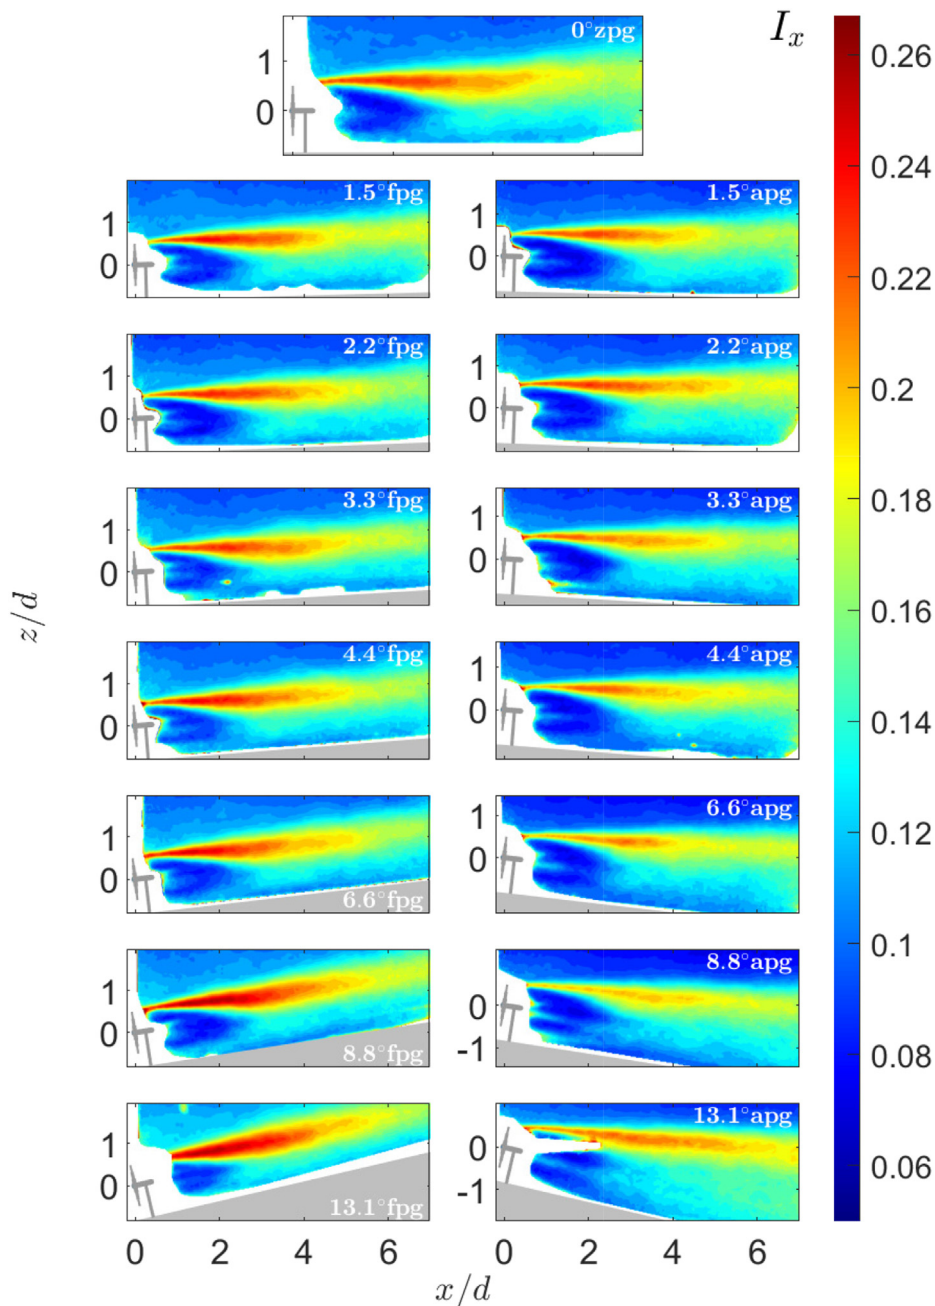 I_x
0°zpg
1
0
1.5°fpg
1
0
1.5°apg
1
0
2.2°fpg
1
0
2.2°apg
1
0
3.3°fpg
1
0
3.3°apg
1
0
4.4°fpg
1
0
4.4°apg
1
0
6.6°fpg
1
0
6.6°apg
1
0
8.8°fpg
1
0
8.8°apg
0
-1
13.1°fpg
1
0
13.1°apg
0
-1
0 2 4 6
0 2 4 6
x/d
z/d
0.26
0.24
0.22
0.2
0.18
0.16
0.14
0.12
0.1
0.08
0.06